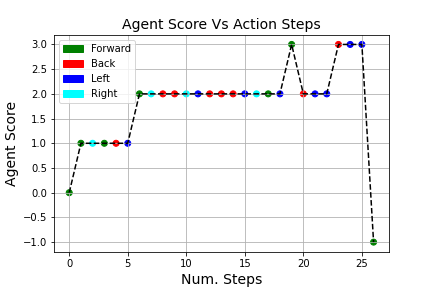 Agent Score Vs Action Steps
Forward
Back
Left
Right
3.0
2.5
2.0
1.5
1.0
0.5
0.0
−0.5
−1.0
Agent Score
0 5 10 15 20 25
Num. Steps